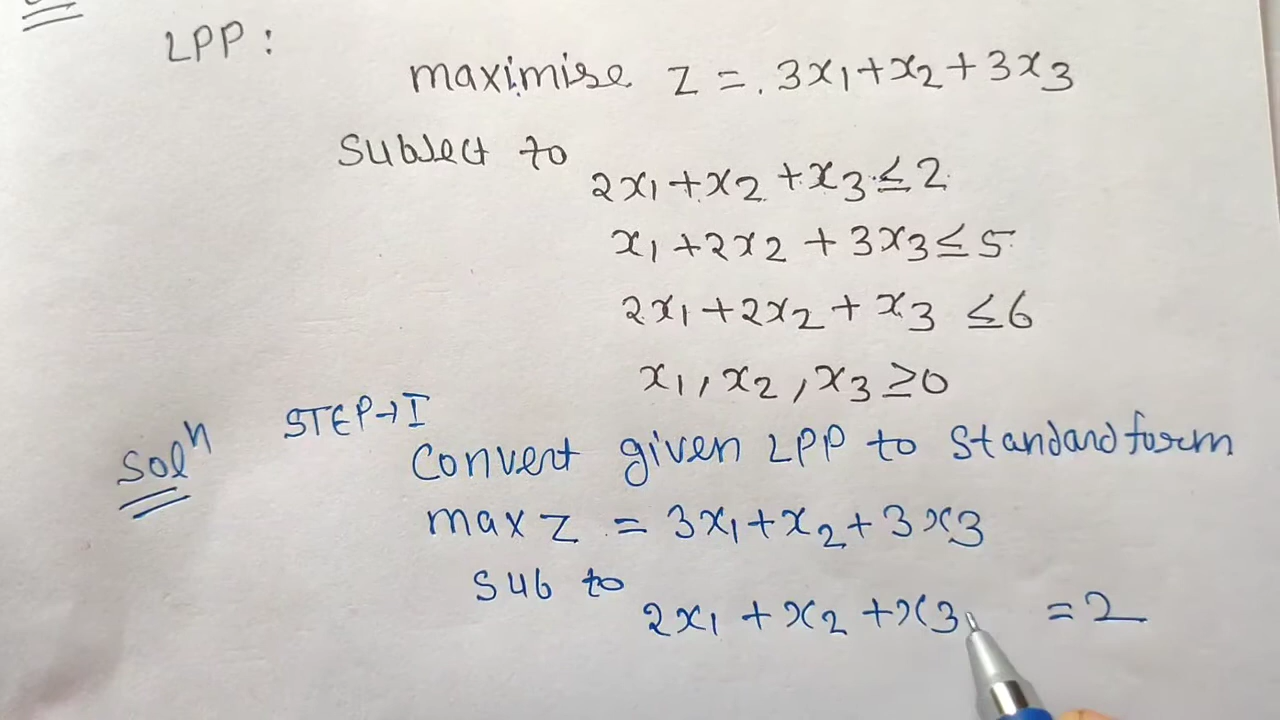 LPP:
maximise z = 3x₁+x₂+3x₃
Subject to
2x₁+x₂+x₃≤2
x₁+2x₂+3x₃≤5
2x₁+2x₂+x₃≤6
x₁,x₂,x₃≥0
Solⁿ STEP→I
Convert given LPP to Standard form
max z = 3x₁+x₂+3x₃
Sub to
2x₁+x₂+x₃ =2